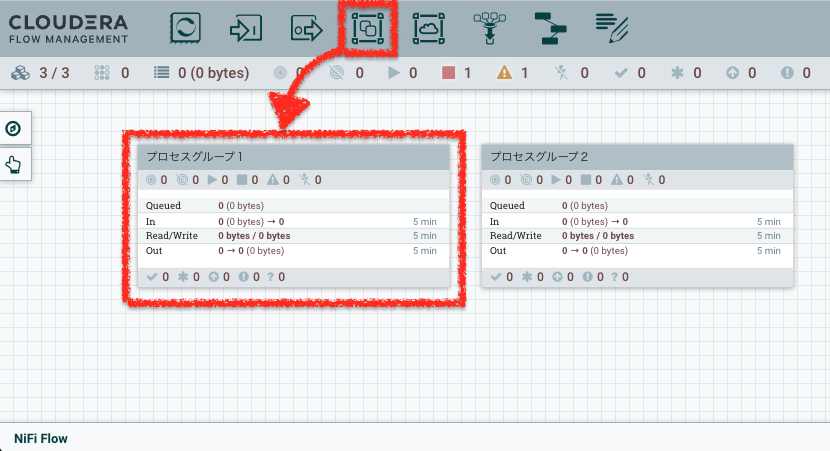 CLOUDERA
FLOW MANAGEMENT
3 / 3 0 0 (0 bytes) 0 0 0 1 1 0 0 0 0 0
プロセスグループ１
0 0 0 0 0 0
Queued 0 (0 bytes)
In 0 (0 bytes) → 0 5 min
Read/Write 0 bytes / 0 bytes 5 min
Out 0 → 0 (0 bytes) 5 min
0 0 0 0 ? 0
プロセスグループ２
0 0 0 0 0 0
Queued 0 (0 bytes)
In 0 (0 bytes) → 0 5 min
Read/Write 0 bytes / 0 bytes 5 min
Out 0 → 0 (0 bytes) 5 min
0 0 0 0 ? 0
NiFi Flow